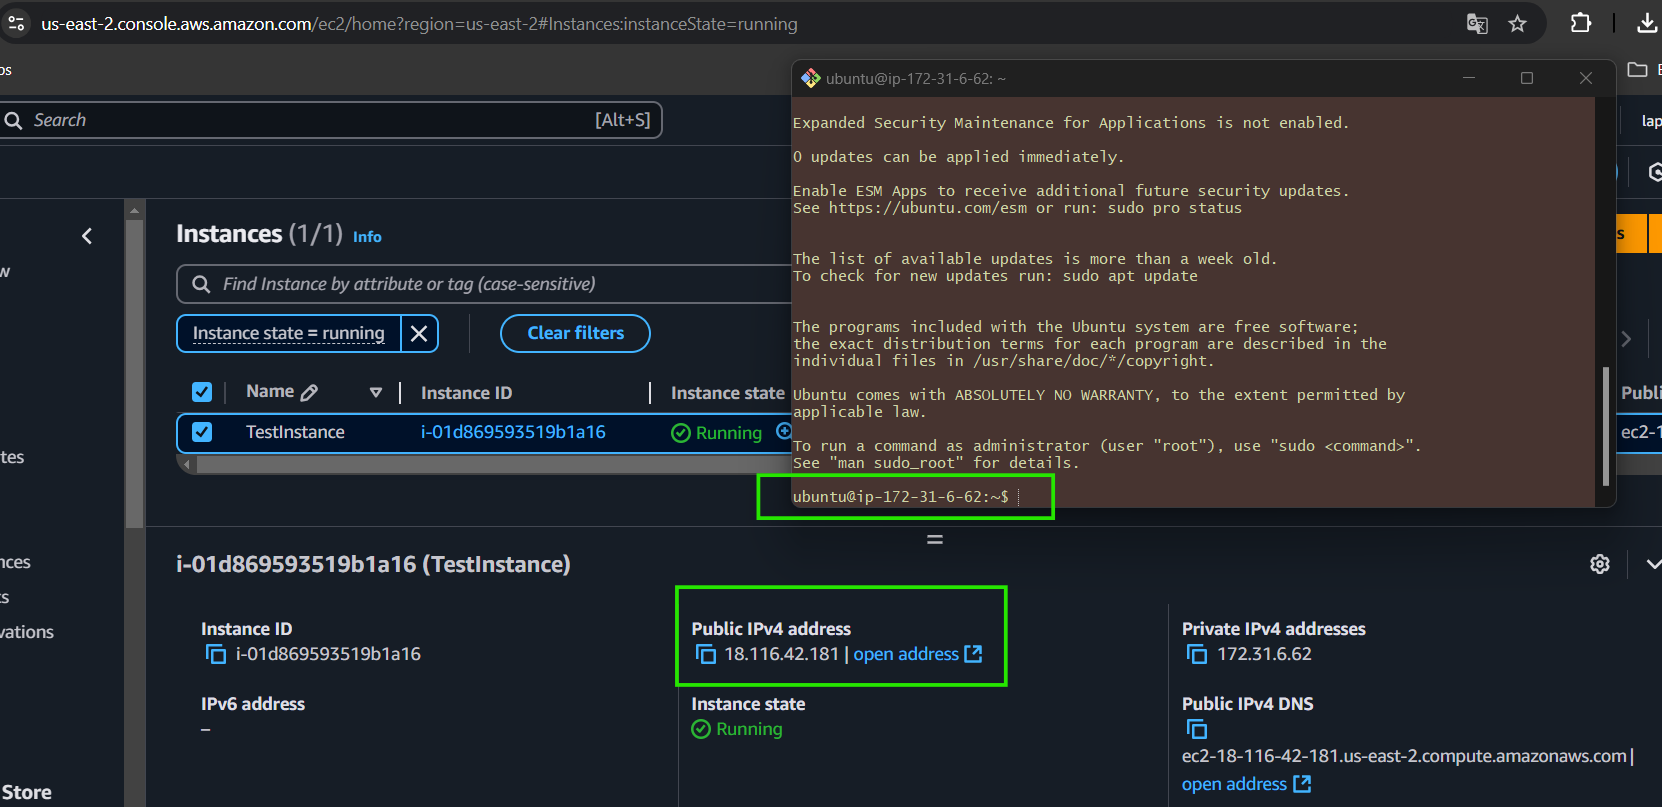 us-east-2.console.aws.amazon.com/ec2/home?region=us-east-2#Instances:instanceState=running
ps
Search
[Alt+S]
lap
ubuntu@ip-172-31-6-62: ~
Expanded Security Maintenance for Applications is not enabled.
0 updates can be applied immediately.
Enable ESM Apps to receive additional future security updates.
See https://ubuntu.com/esm or run: sudo pro status
The list of available updates is more than a week old.
To check for new updates run: sudo apt update
The programs included with the Ubuntu system are free software;
the exact distribution terms for each program are described in the
individual files in /usr/share/doc/*/copyright.
Ubuntu comes with ABSOLUTELY NO WARRANTY, to the extent permitted by
applicable law.
To run a command as administrator (user "root"), use "sudo <command>".
See "man sudo_root" for details.
ubuntu@ip-172-31-6-62:~$
w
tes
nces
s
vations
Store
Instances (1/1) Info
Find Instance by attribute or tag (case-sensitive)
Instance state = running
Clear filters
Name
Instance ID
Instance state
Publi
TestInstance
i-01d869593519b1a16
Running
ec2-1
i-01d869593519b1a16 (TestInstance)
Instance ID
i-01d869593519b1a16
Public IPv4 address
18.116.42.181 | open address
Private IPv4 addresses
172.31.6.62
IPv6 address
–
Instance state
Running
Public IPv4 DNS
ec2-18-116-42-181.us-east-2.compute.amazonaws.com |
open address